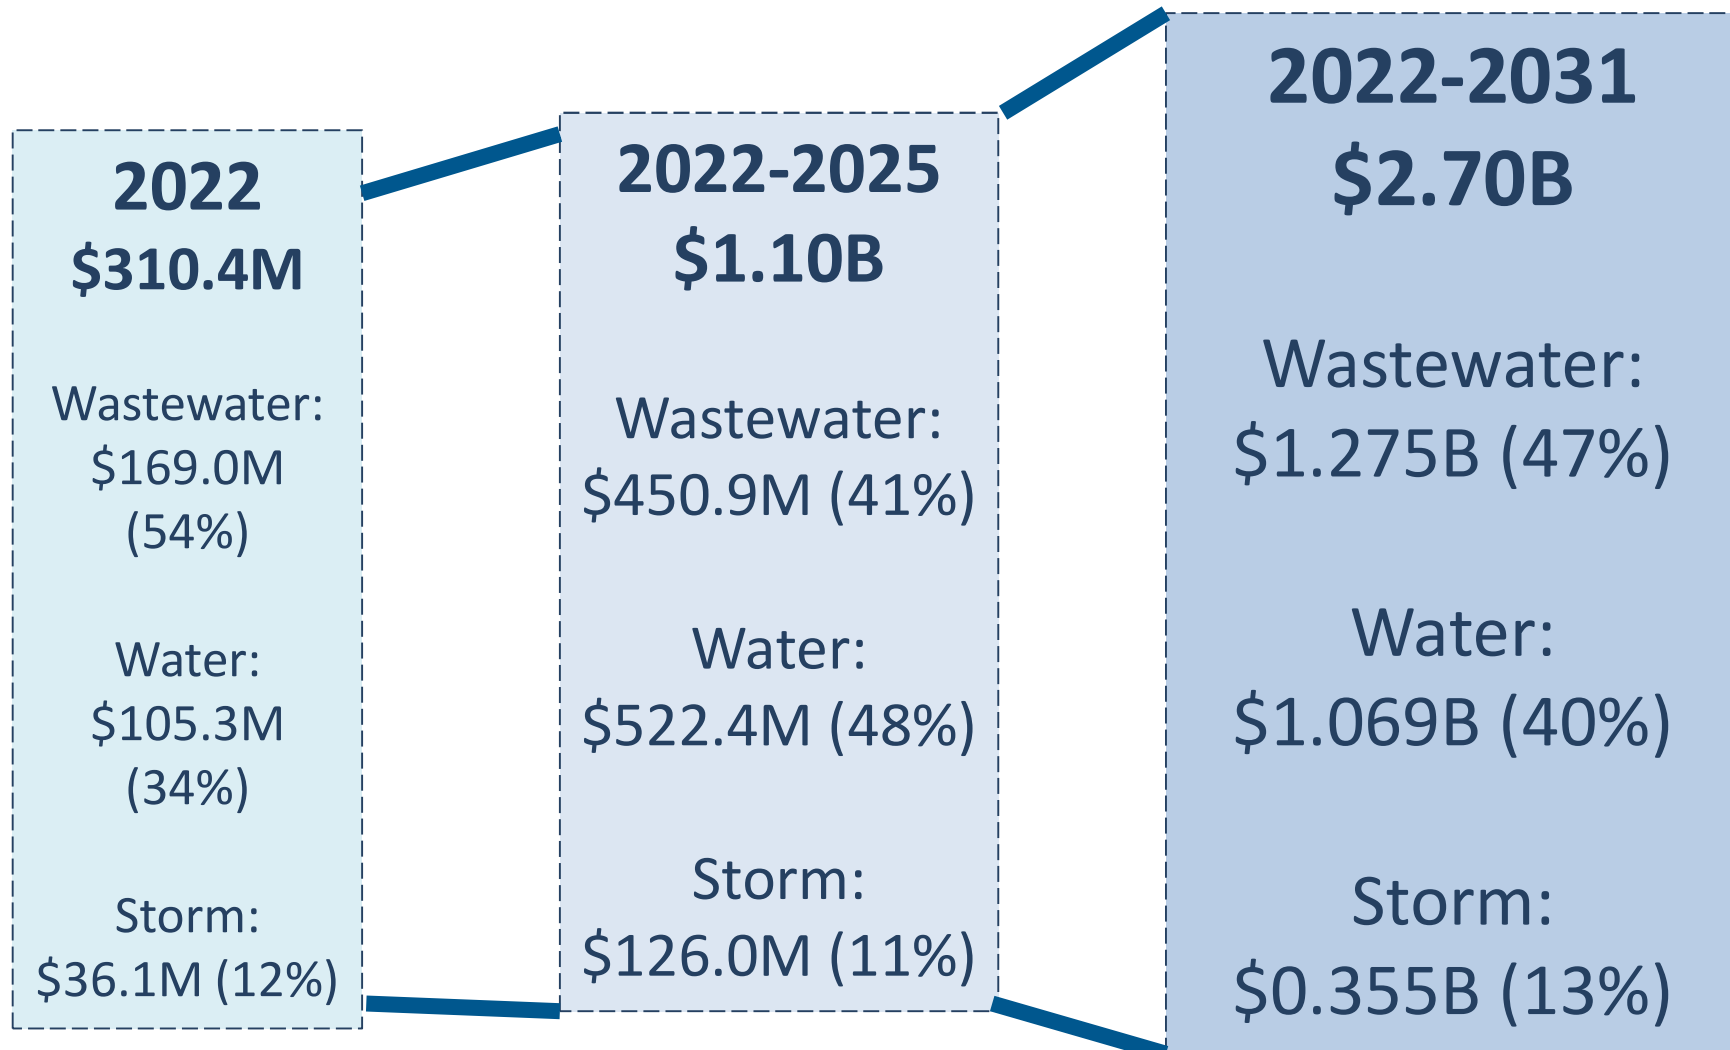 2022
$310.4M
Wastewater:
$169.0M
(54%)
Water:
$105.3M
(34%)
Storm:
$36.1M (12%)
2022-2025
$1.10B
Wastewater:
$450.9M (41%)
Water:
$522.4M (48%)
Storm:
$126.0M (11%)
2022-2031
$2.70B
Wastewater:
$1.275B (47%)
Water:
$1.069B (40%)
Storm:
$0.355B (13%)